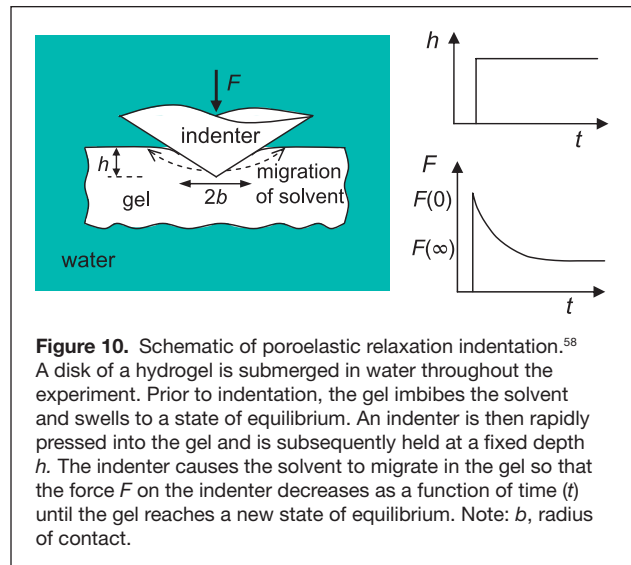 F
indenter
h
migration
of solvent
gel
2b
water
h
t
F
F(0)
F(∞)
t
Figure 10. Schematic of poroelastic relaxation indentation.58
A disk of a hydrogel is submerged in water throughout the
experiment. Prior to indentation, the gel imbibes the solvent
and swells to a state of equilibrium. An indenter is then rapidly
pressed into the gel and is subsequently held at a fixed depth
h. The indenter causes the solvent to migrate in the gel so that
the force F on the indenter decreases as a function of time (t)
until the gel reaches a new state of equilibrium. Note: b, radius
of contact.